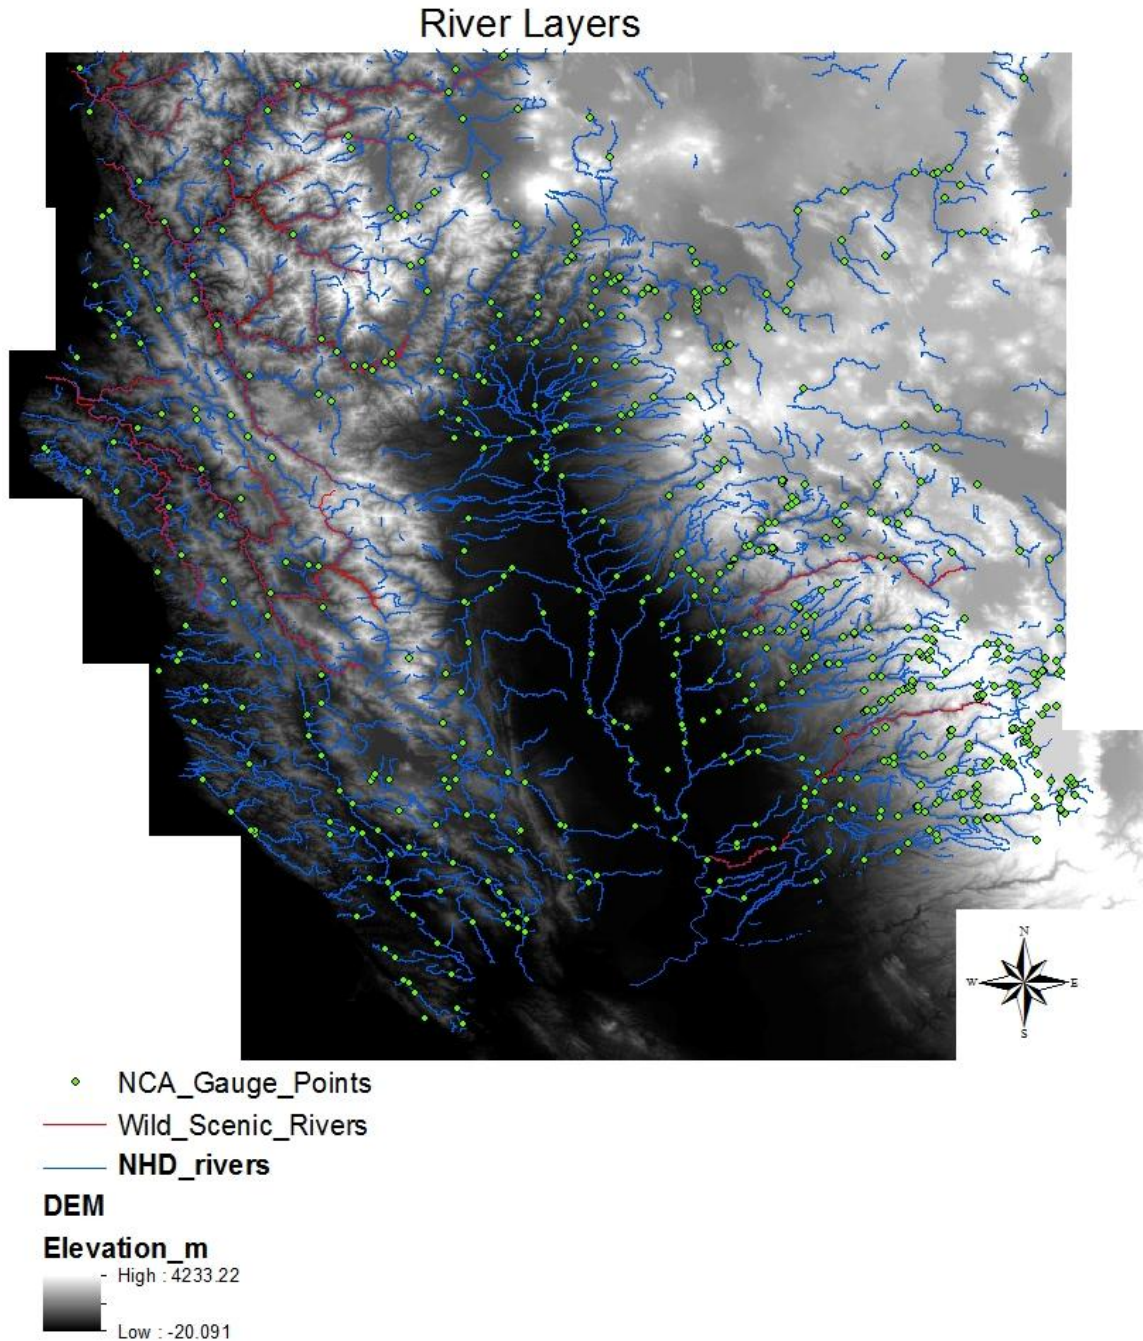 River Layers
N
W
E
S
NCA_Gauge_Points
Wild_Scenic_Rivers
NHD_rivers
DEM
Elevation_m
High : 4233.22
Low : -20.091